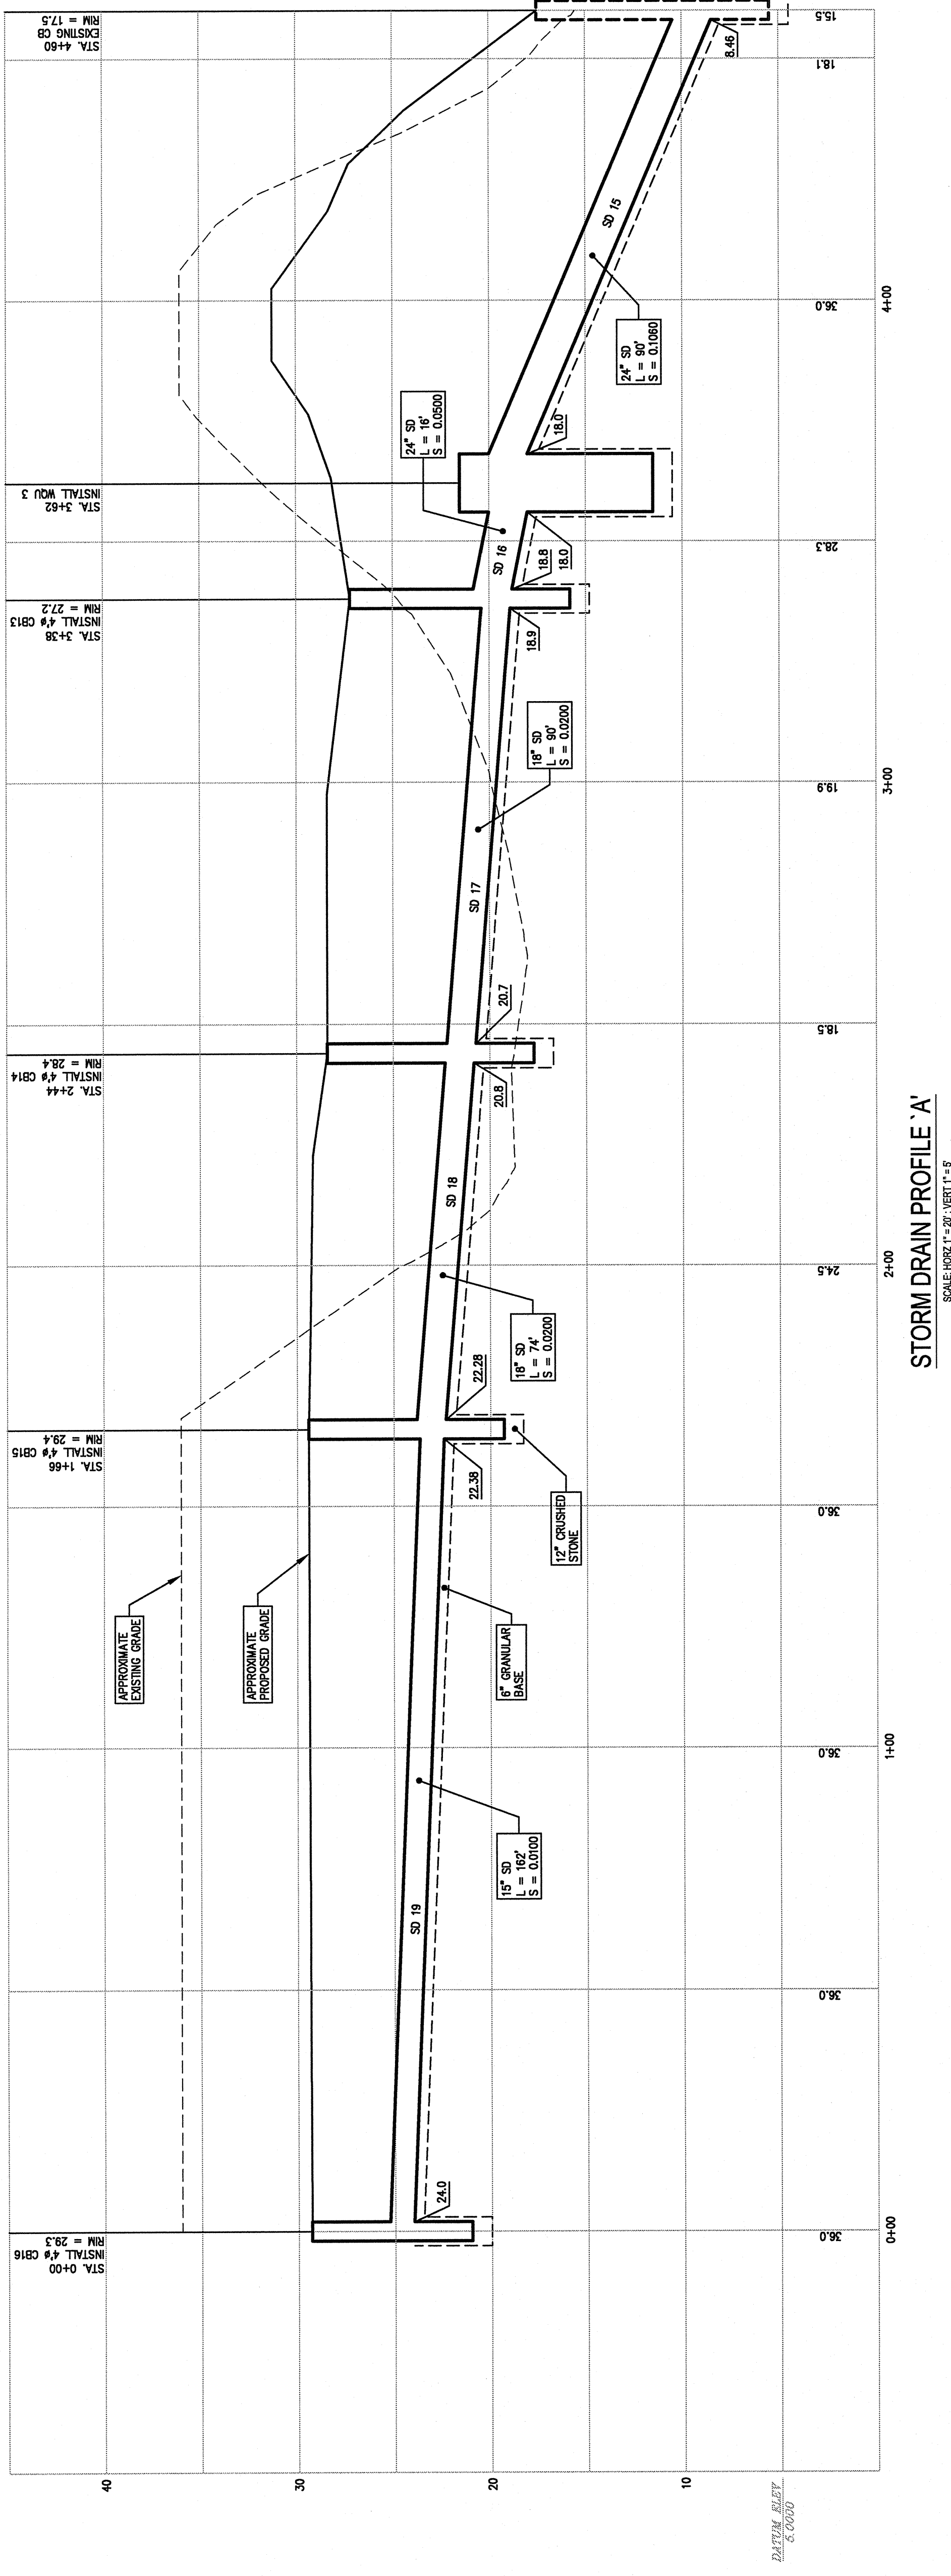 STA. 0+00
INSTALL 4'ø CB16
RIM = 29.3
STA. 1+66
INSTALL 4'ø CB15
RIM = 29.4
STA. 2+44
INSTALL 4'ø CB14
RIM = 28.4
STA. 3+38
INSTALL 4'ø CB13
RIM = 27.2
STA. 3+62
INSTALL WQU 3
STA. 4+60
EXISTING CB
RIM = 17.5
40
30
20
10
APPROXIMATE
EXISTING GRADE
APPROXIMATE
PROPOSED GRADE
24.0
SD 19
15" SD
L = 162'
S = 0.0100
6" GRANULAR
BASE
22.38
12" CRUSHED
STONE
22.28
18" SD
L = 74'
S = 0.0200
SD 18
20.8
20.7
SD 17
18" SD
L = 90'
S = 0.0200
18.9
18.8
18.0
SD 16
24" SD
L = 16'
S = 0.0500
18.0
24" SD
L = 90'
S = 0.1060
SD 15
8.46
36.0
36.0
36.0
36.0
24.5
18.5
19.9
28.3
36.0
18.1
15.5
DATUM ELEV
5.0000
0+00
1+00
2+00
3+00
4+00
STORM DRAIN PROFILE `A'
SCALE: HORZ 1" = 20'; VERT 1" = 5'